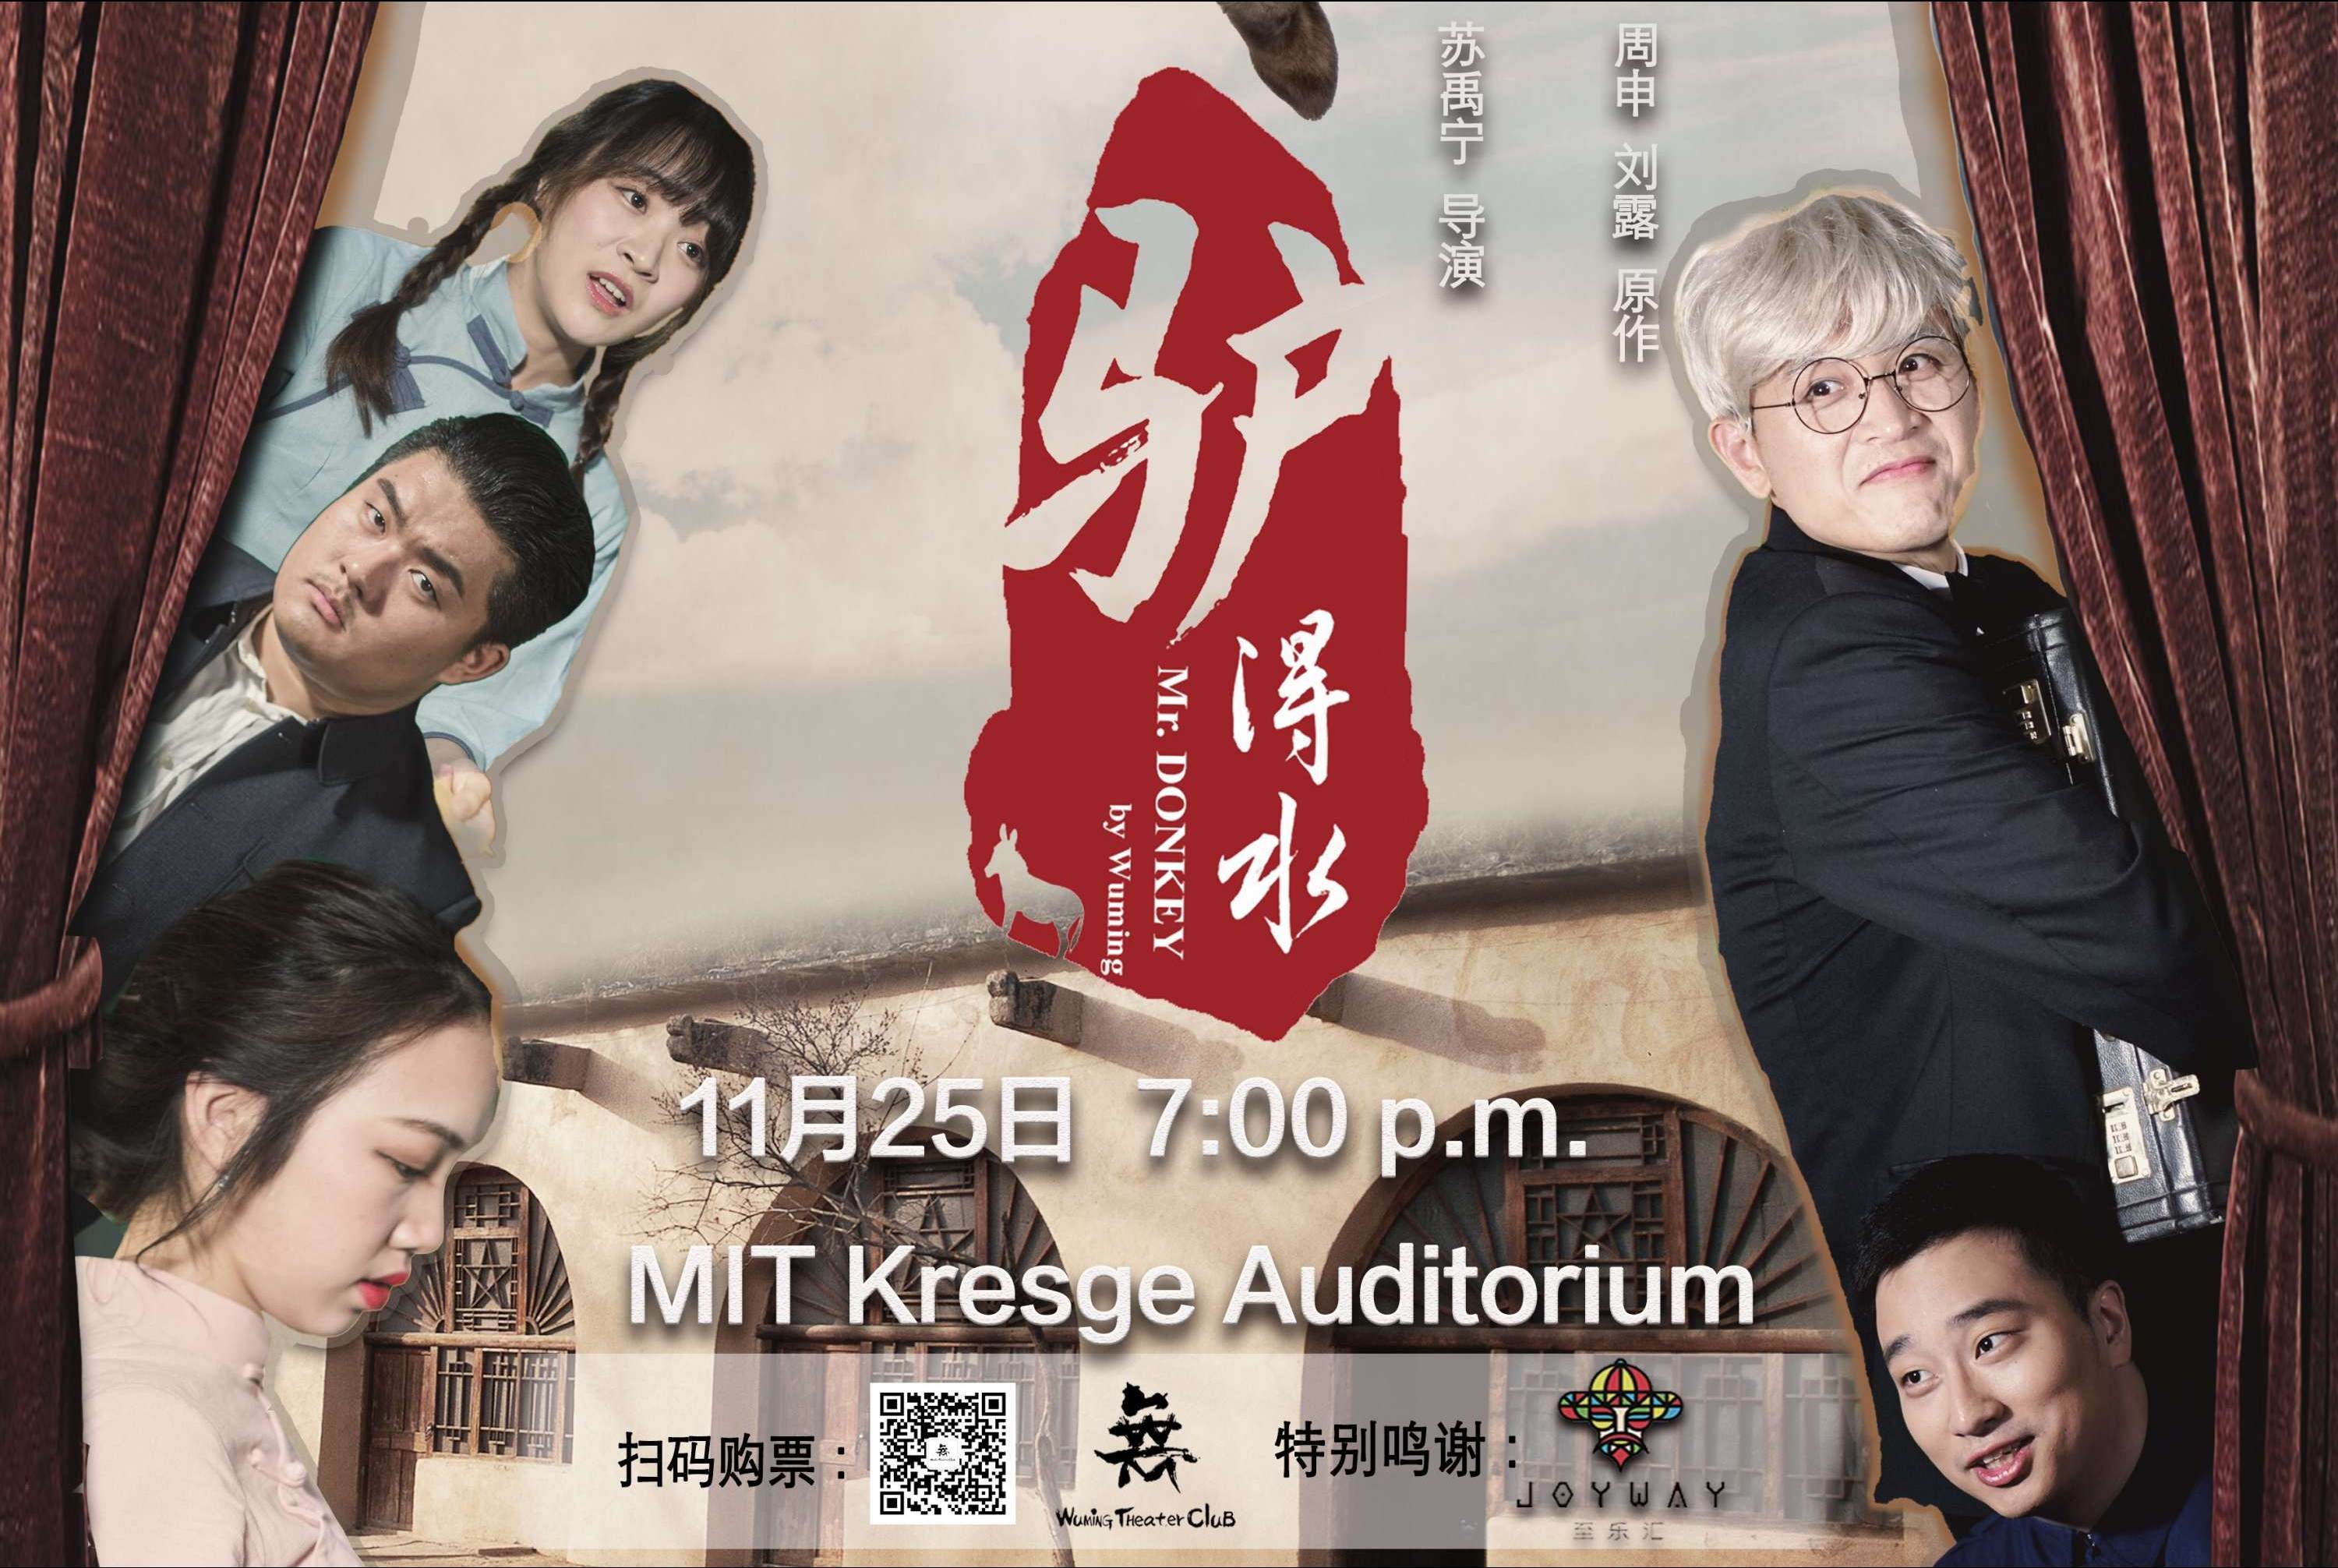 周申 刘露 原作
苏禹宁 导演
驴
得水
Mr. DONKEY
by Wuming
11月25日 7:00 p.m.
MIT Kresge Auditorium
扫码购票：
無
Wuming Theater Club
特别鸣谢：
JOYWAY
至乐汇